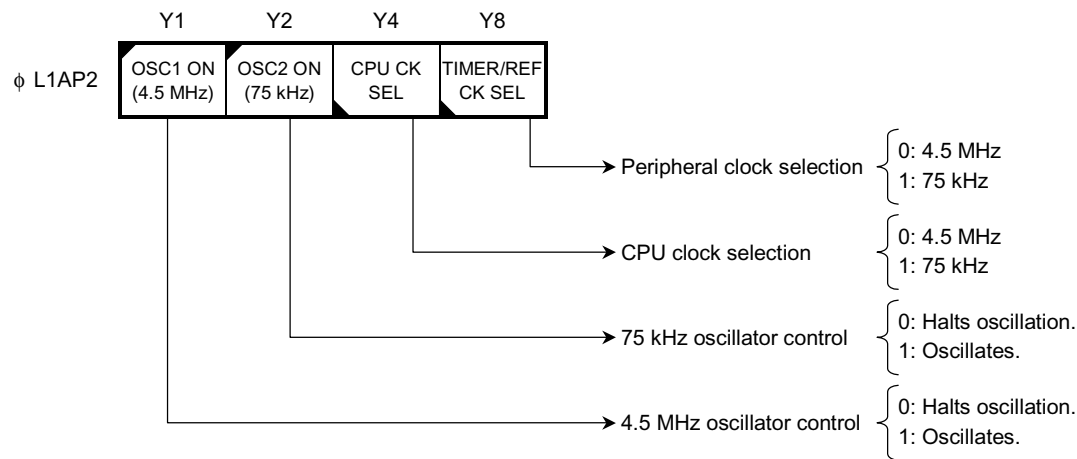 Y1 Y2 Y4 Y8
ϕ L1AP2
OSC1 ON
(4.5 MHz)
OSC2 ON
(75 kHz)
CPU CK
SEL
TIMER/REF
CK SEL
Peripheral clock selection
0: 4.5 MHz
1: 75 kHz
CPU clock selection
0: 4.5 MHz
1: 75 kHz
75 kHz oscillator control
0: Halts oscillation.
1: Oscillates.
4.5 MHz oscillator control
0: Halts oscillation.
1: Oscillates.